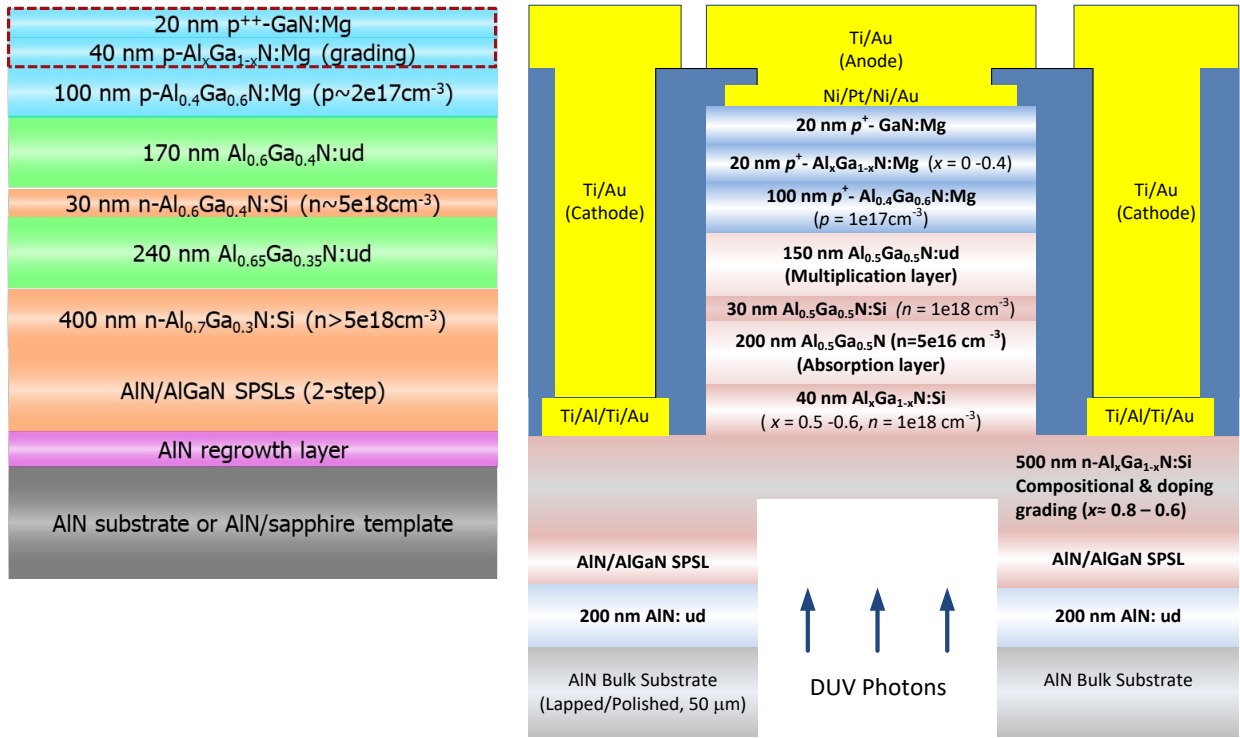 20 nm p⁺⁺-GaN:Mg
40 nm p-AlₓGa₁₋ₓN:Mg (grading)
100 nm p-Al₀.₄Ga₀.₆N:Mg (p~2e17cm⁻³)
170 nm Al₀.₆Ga₀.₄N:ud
30 nm n-Al₀.₆Ga₀.₄N:Si (n~5e18cm⁻³)
240 nm Al₀.₆₅Ga₀.₃₅N:ud
400 nm n-Al₀.₇Ga₀.₃N:Si (n>5e18cm⁻³)
AlN/AlGaN SPSLs (2-step)
AlN regrowth layer
AlN substrate or AlN/sapphire template
Ti/Au
(Anode)
Ni/Pt/Ni/Au
20 nm p⁺- GaN:Mg
20 nm p⁺- AlₓGa₁₋ₓN:Mg (x = 0 -0.4)
100 nm p⁺- Al₀.₄Ga₀.₆N:Mg
(p = 1e17cm⁻³)
150 nm Al₀.₅Ga₀.₅N:ud
(Multiplication layer)
30 nm Al₀.₅Ga₀.₅N:Si (n = 1e18 cm⁻³)
200 nm Al₀.₅Ga₀.₅N (n=5e16 cm ⁻³)
(Absorption layer)
40 nm AlₓGa₁₋ₓN:Si
( x = 0.5 -0.6, n = 1e18 cm⁻³)
Ti/Au
(Cathode)
Ti/Au
(Cathode)
Ti/Al/Ti/Au
Ti/Al/Ti/Au
500 nm n-AlₓGa₁₋ₓN:Si
Compositional & doping
grading (x≈ 0.8 – 0.6)
AlN/AlGaN SPSL
AlN/AlGaN SPSL
200 nm AlN: ud
200 nm AlN: ud
AlN Bulk Substrate
(Lapped/Polished, 50 μm)
DUV Photons
AlN Bulk Substrate